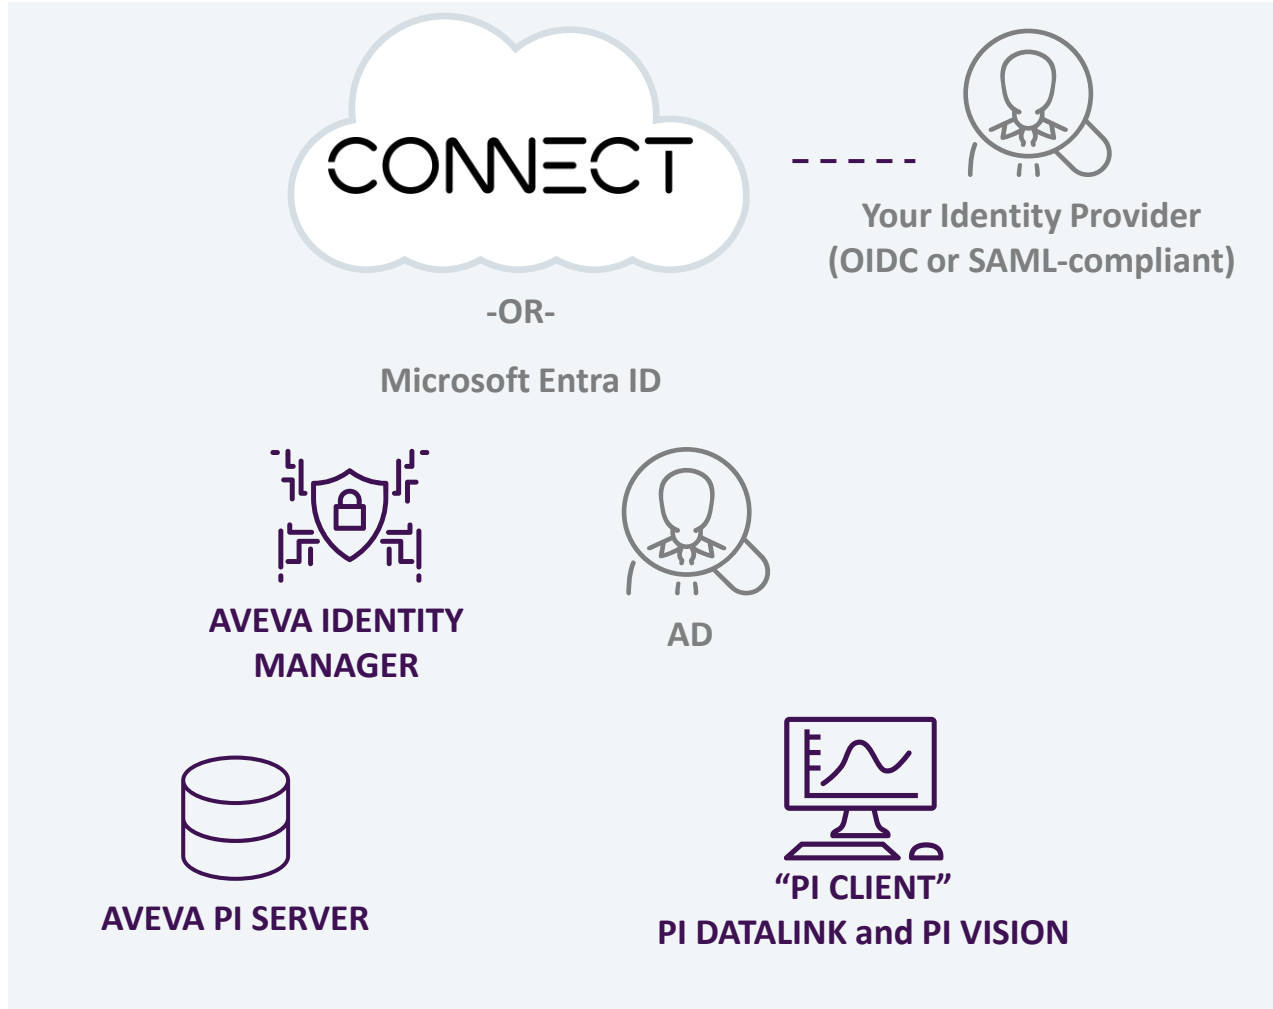 CONNECT
Your Identity Provider
(OIDC or SAML-compliant)
-OR-
Microsoft Entra ID
AVEVA IDENTITY
MANAGER
AD
AVEVA PI SERVER
“PI CLIENT”
PI DATALINK and PI VISION